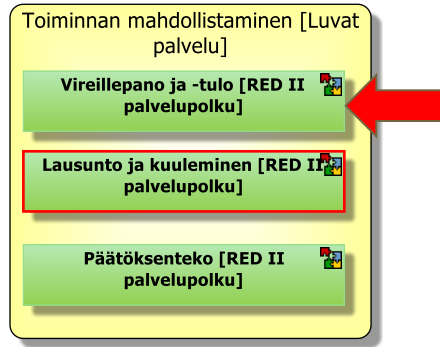 Toiminnan mahdollistaminen [Luvat
palvelu]
Vireillepano ja -tulo [RED II
palvelupolku]
Lausunto ja kuuleminen [RED II
palvelupolku]
Päätöksenteko [RED II
palvelupolku]